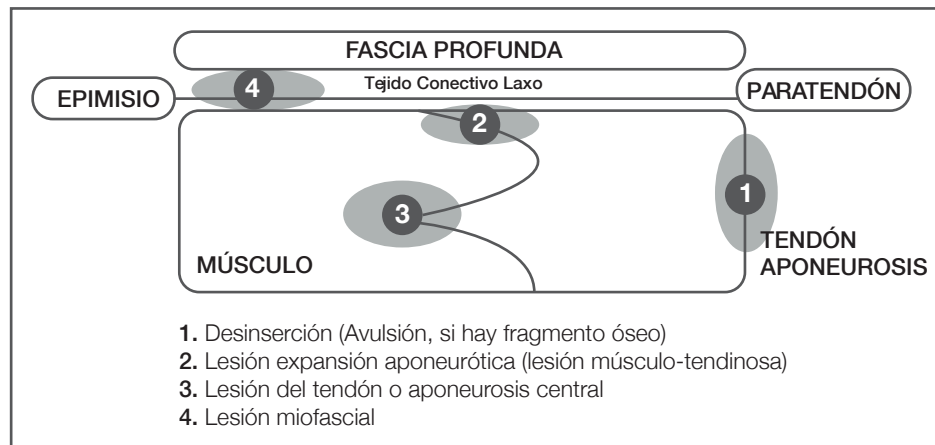 FASCIA PROFUNDA
4
Tejido Conectivo Laxo
EPIMISIO
PARATENDÓN
2
1
3
MÚSCULO
TENDÓN
APONEUROSIS
1. Desinserción (Avulsión, si hay fragmento óseo)
2. Lesión expansión aponeurótica (lesión músculo-tendinosa)
3. Lesión del tendón o aponeurosis central
4. Lesión miofascial